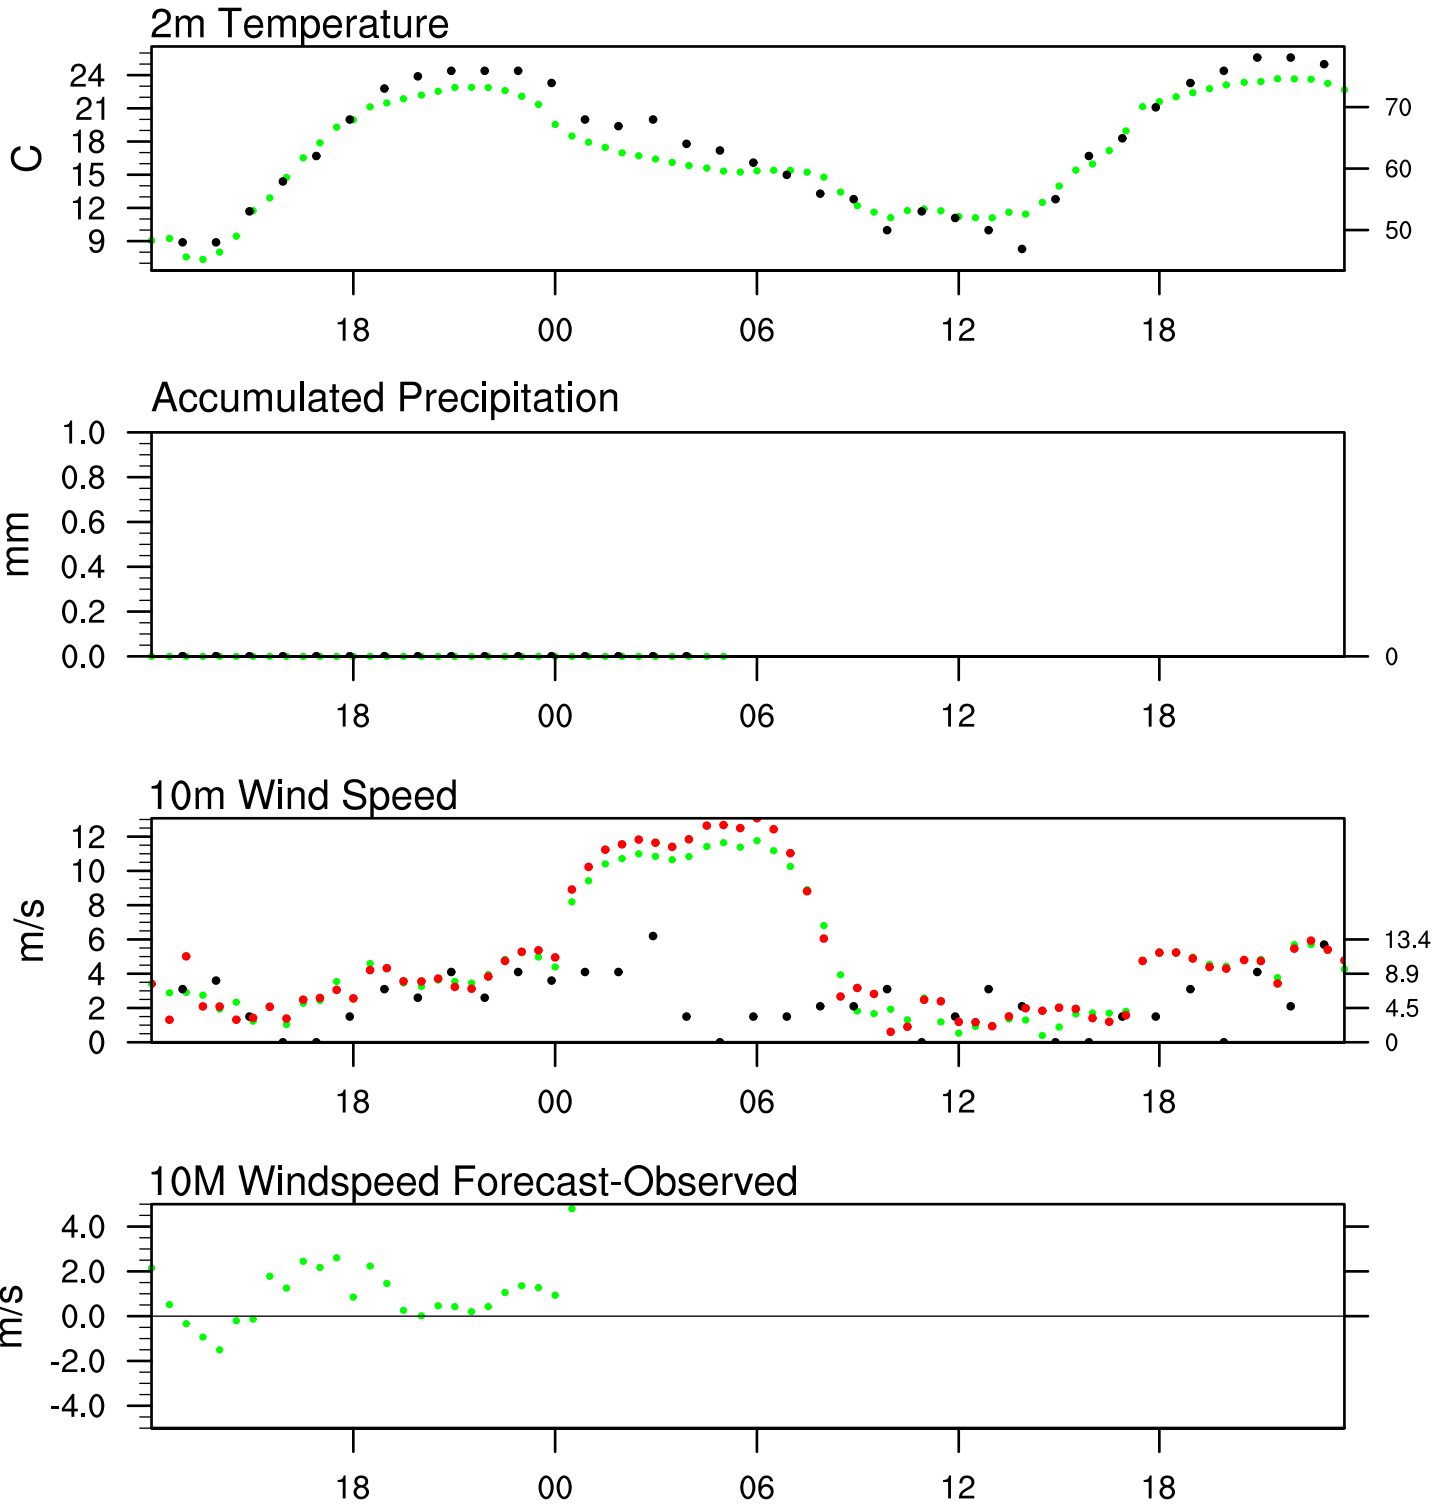 2m Temperature
24
21
18
15
12
9
C
70
60
50
18 00 06 12 18
Accumulated Precipitation
1.0
0.8
0.6
0.4
0.2
0.0
mm
0
18 00 06 12 18
10m Wind Speed
12
10
8
6
4
2
0
m/s
13.4
8.9
4.5
0
18 00 06 12 18
10M Windspeed Forecast-Observed
4.0
2.0
0.0
-2.0
-4.0
m/s
18 00 06 12 18